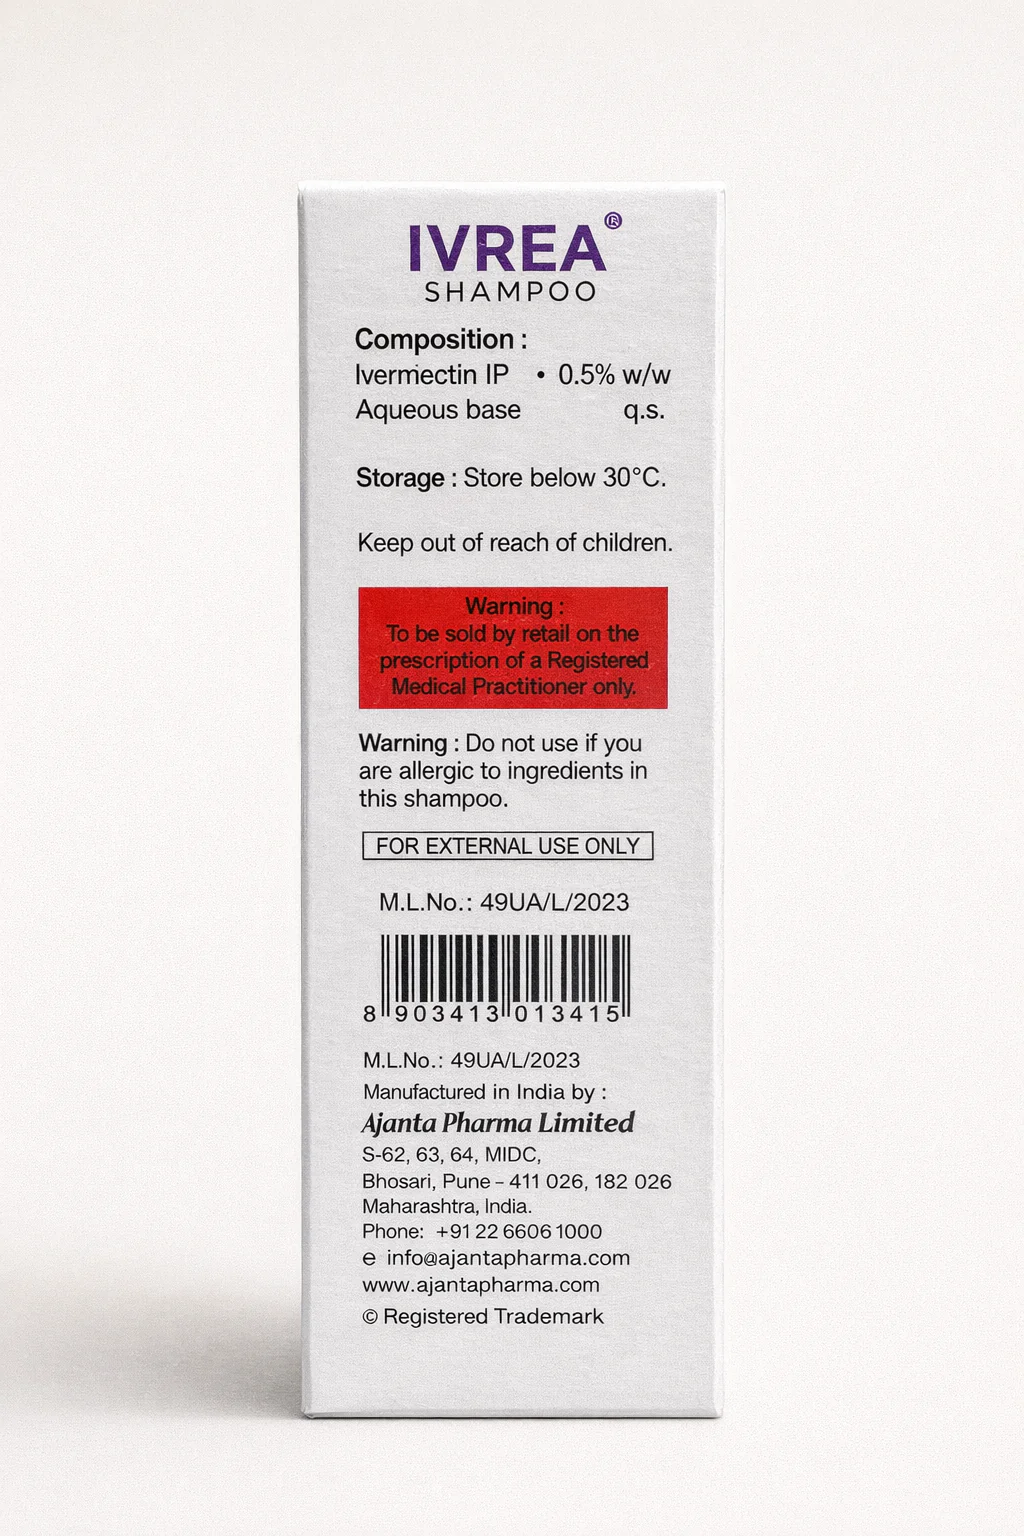 IVREA®
SHAMPOO
Composition :
Ivermectin IP • 0.5% w/w
Aqueous base q.s.
Storage : Store below 30°C.
Keep out of reach of children.
Warning :
To be sold by retail on the
prescription of a Registered
Medical Practitioner only.
Warning : Do not use if you
are allergic to ingredients in
this shampoo.
FOR EXTERNAL USE ONLY
M.L.No.: 49UA/L/2023
8 903413 013415
M.L.No.: 49UA/L/2023
Manufactured in India by :
Ajanta Pharma Limited
S-62, 63, 64, MIDC,
Bhosari, Pune – 411 026, 182 026
Maharashtra, India.
Phone: +91 22 6606 1000
e info@ajantapharma.com
www.ajantapharma.com
© Registered Trademark